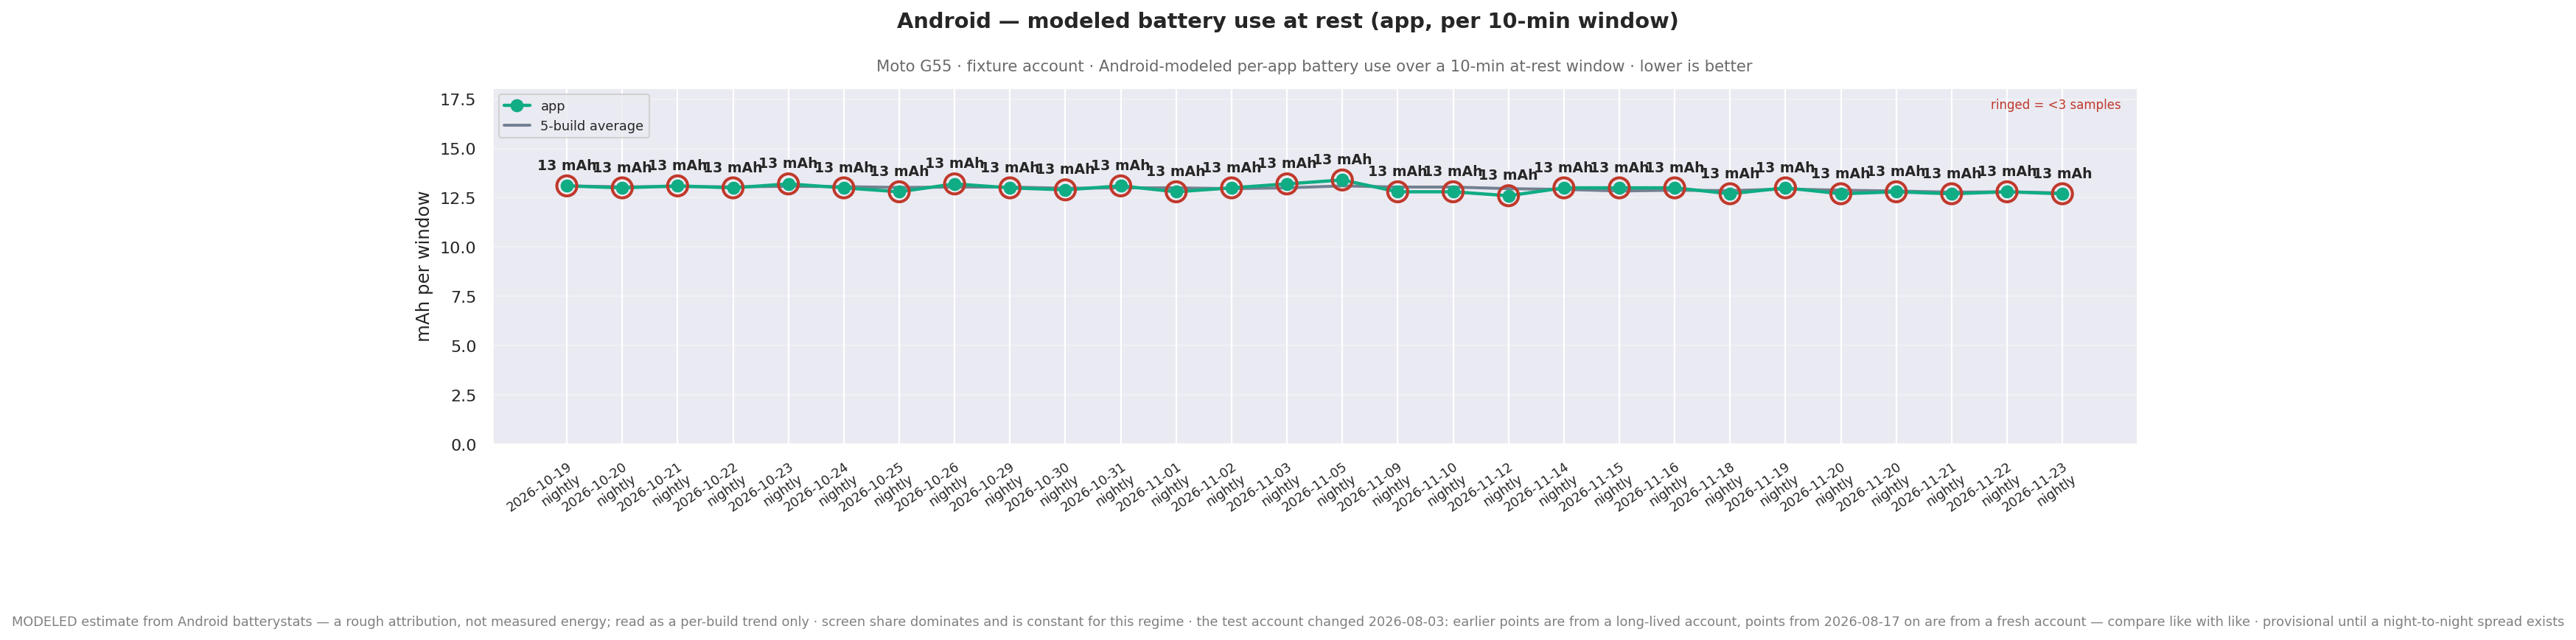 Android — modeled battery use at rest (app, per 10-min window)
Moto G55 · fixture account · Android-modeled per-app battery use over a 10-min at-rest window · lower is better
app
5-build average
ringed = <3 samples
mAh per window
17.5
15.0
12.5
10.0
7.5
5.0
2.5
0.0
13 mAh 13 mAh 13 mAh 13 mAh 13 mAh 13 mAh 13 mAh 13 mAh 13 mAh 13 mAh 13 mAh 13 mAh 13 mAh 13 mAh 13 mAh 13 mAh 13 mAh 13 mAh 13 mAh 13 mAh 13 mAh 13 mAh 13 mAh 13 mAh 13 mAh 13 mAh 13 mAh 13 mAh
2026-10-19
nightly
2026-10-20
nightly
2026-10-21
nightly
2026-10-22
nightly
2026-10-23
nightly
2026-10-24
nightly
2026-10-25
nightly
2026-10-26
nightly
2026-10-29
nightly
2026-10-30
nightly
2026-10-31
nightly
2026-11-01
nightly
2026-11-02
nightly
2026-11-03
nightly
2026-11-05
nightly
2026-11-09
nightly
2026-11-10
nightly
2026-11-12
nightly
2026-11-14
nightly
2026-11-15
nightly
2026-11-16
nightly
2026-11-18
nightly
2026-11-19
nightly
2026-11-20
nightly
2026-11-20
nightly
2026-11-21
nightly
2026-11-22
nightly
2026-11-23
nightly
MODELED estimate from Android batterystats — a rough attribution, not measured energy; read as a per-build trend only · screen share dominates and is constant for this regime · the test account changed 2026-08-03: earlier points are from a long-lived account, points from 2026-08-17 on are from a fresh account — compare like with like · provisional until a night-to-night spread exists